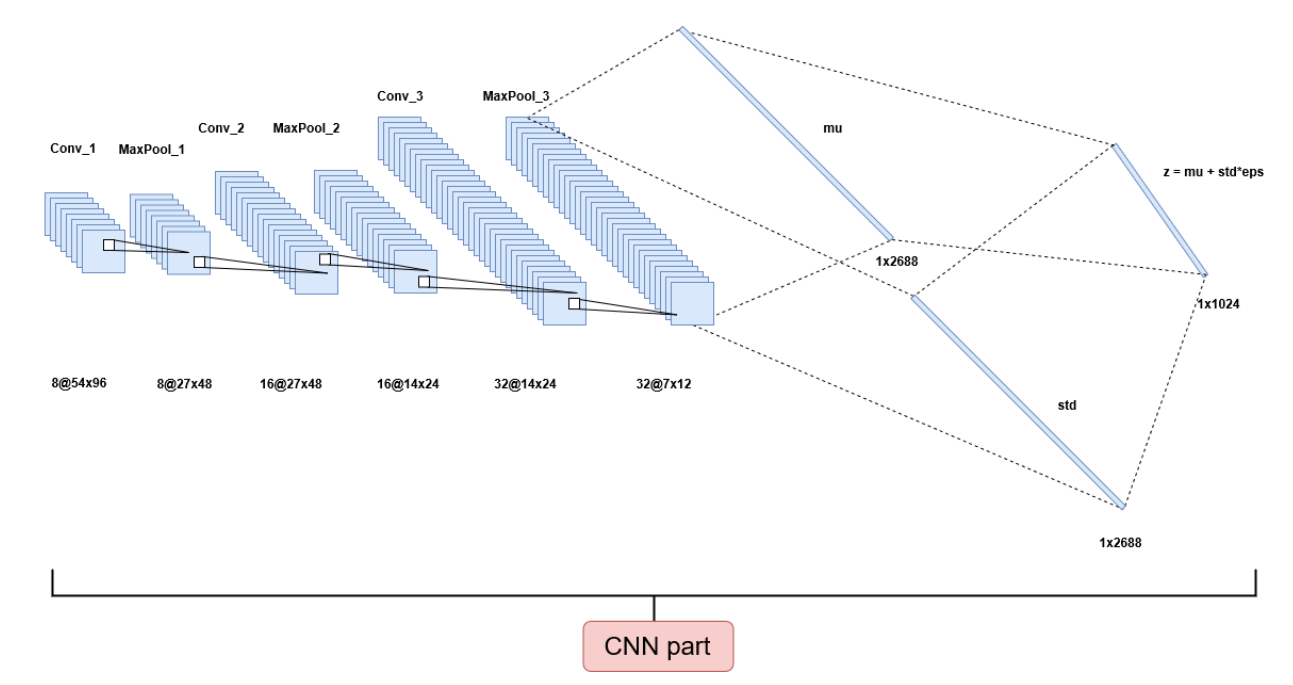 Conv_1
MaxPool_1
Conv_2
MaxPool_2
Conv_3
MaxPool_3
mu
z = mu + std*eps
1x2688
1x1024
std
8@54x96
8@27x48
16@27x48
16@14x24
32@14x24
32@7x12
1x2688
CNN part